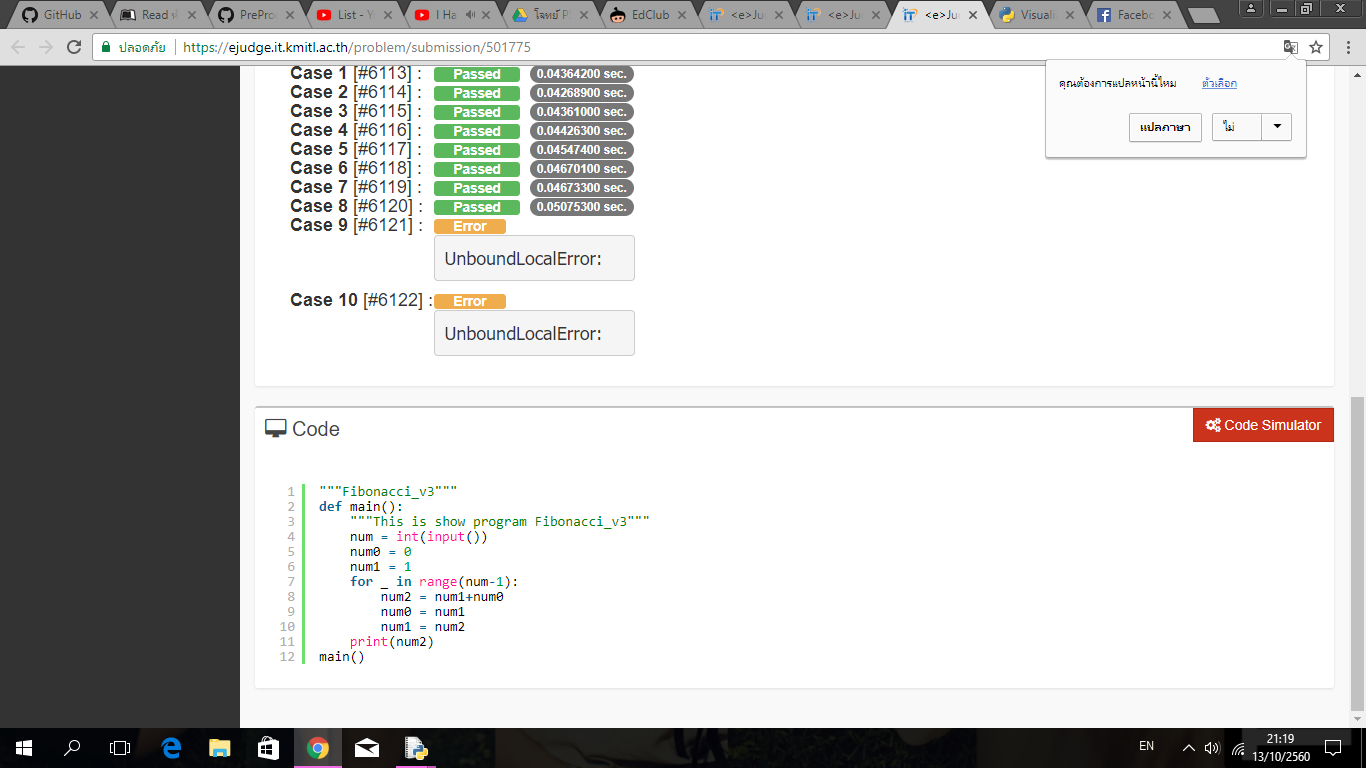 GitHub
Read
PrePro
List - Y
I Ha
โจทย์ P
EdClub
<e>Ju
<e>Ju
<e>Ju
Visuali
Facebo
ปลอดภัย
https://ejudge.it.kmitl.ac.th/problem/submission/501775
คุณต้องการแปลหน้านี้ไหม ตัวเลือก
แปลภาษา ไม่
Case 1 [#6113] : Passed 0.04364200 sec.
Case 2 [#6114] : Passed 0.04268900 sec.
Case 3 [#6115] : Passed 0.04361000 sec.
Case 4 [#6116] : Passed 0.04426300 sec.
Case 5 [#6117] : Passed 0.04547400 sec.
Case 6 [#6118] : Passed 0.04670100 sec.
Case 7 [#6119] : Passed 0.04673300 sec.
Case 8 [#6120] : Passed 0.05075300 sec.
Case 9 [#6121] : Error
UnboundLocalError:
Case 10 [#6122] : Error
UnboundLocalError:
Code
Code Simulator
1 """Fibonacci_v3"""
2 def main():
3     """This is show program Fibonacci_v3"""
4     num = int(input())
5     num0 = 0
6     num1 = 1
7     for _ in range(num-1):
8         num2 = num1+num0
9         num0 = num1
10         num1 = num2
11     print(num2)
12 main()
EN
21:19
13/10/2560